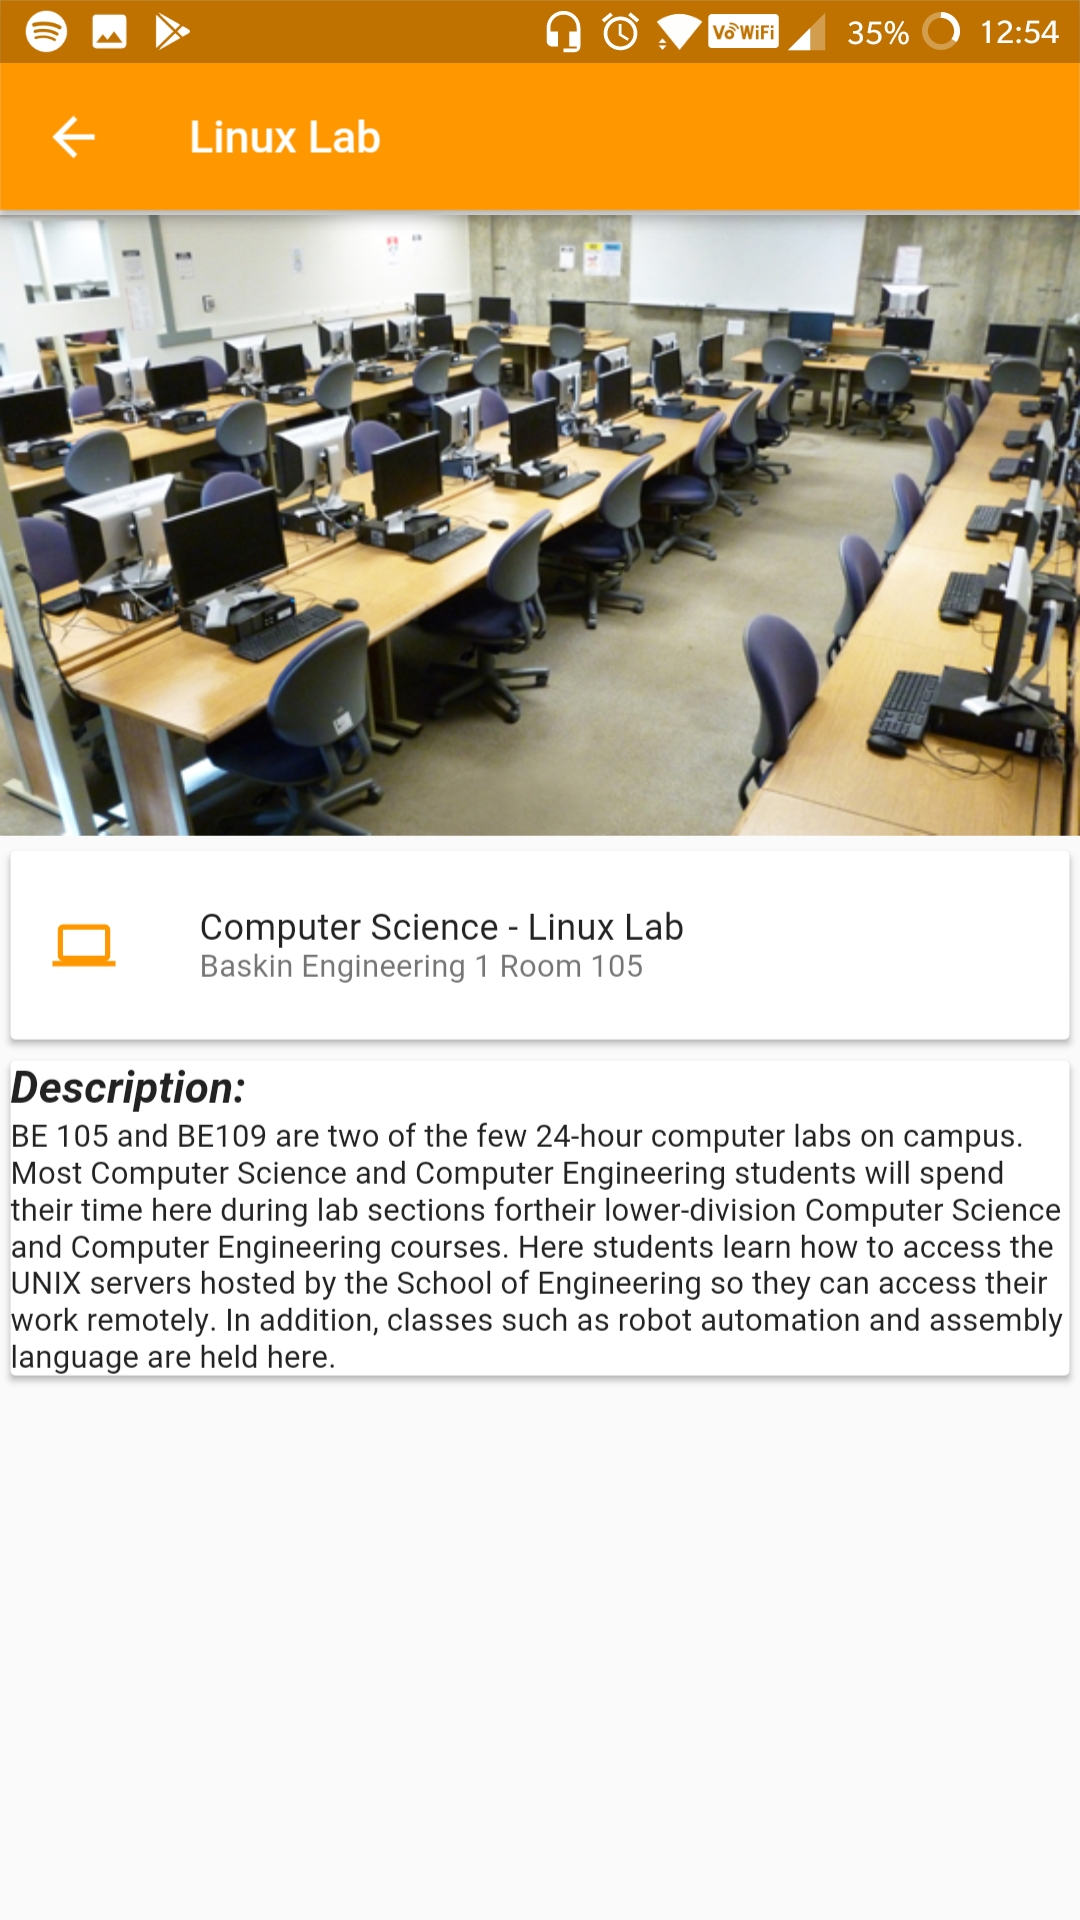 VoWiFi 35% 12:54
Linux Lab
Computer Science - Linux Lab
Baskin Engineering 1 Room 105
Description:
BE 105 and BE109 are two of the few 24-hour computer labs on campus.
Most Computer Science and Computer Engineering students will spend
their time here during lab sections fortheir lower-division Computer Science
and Computer Engineering courses. Here students learn how to access the
UNIX servers hosted by the School of Engineering so they can access their
work remotely. In addition, classes such as robot automation and assembly
language are held here.